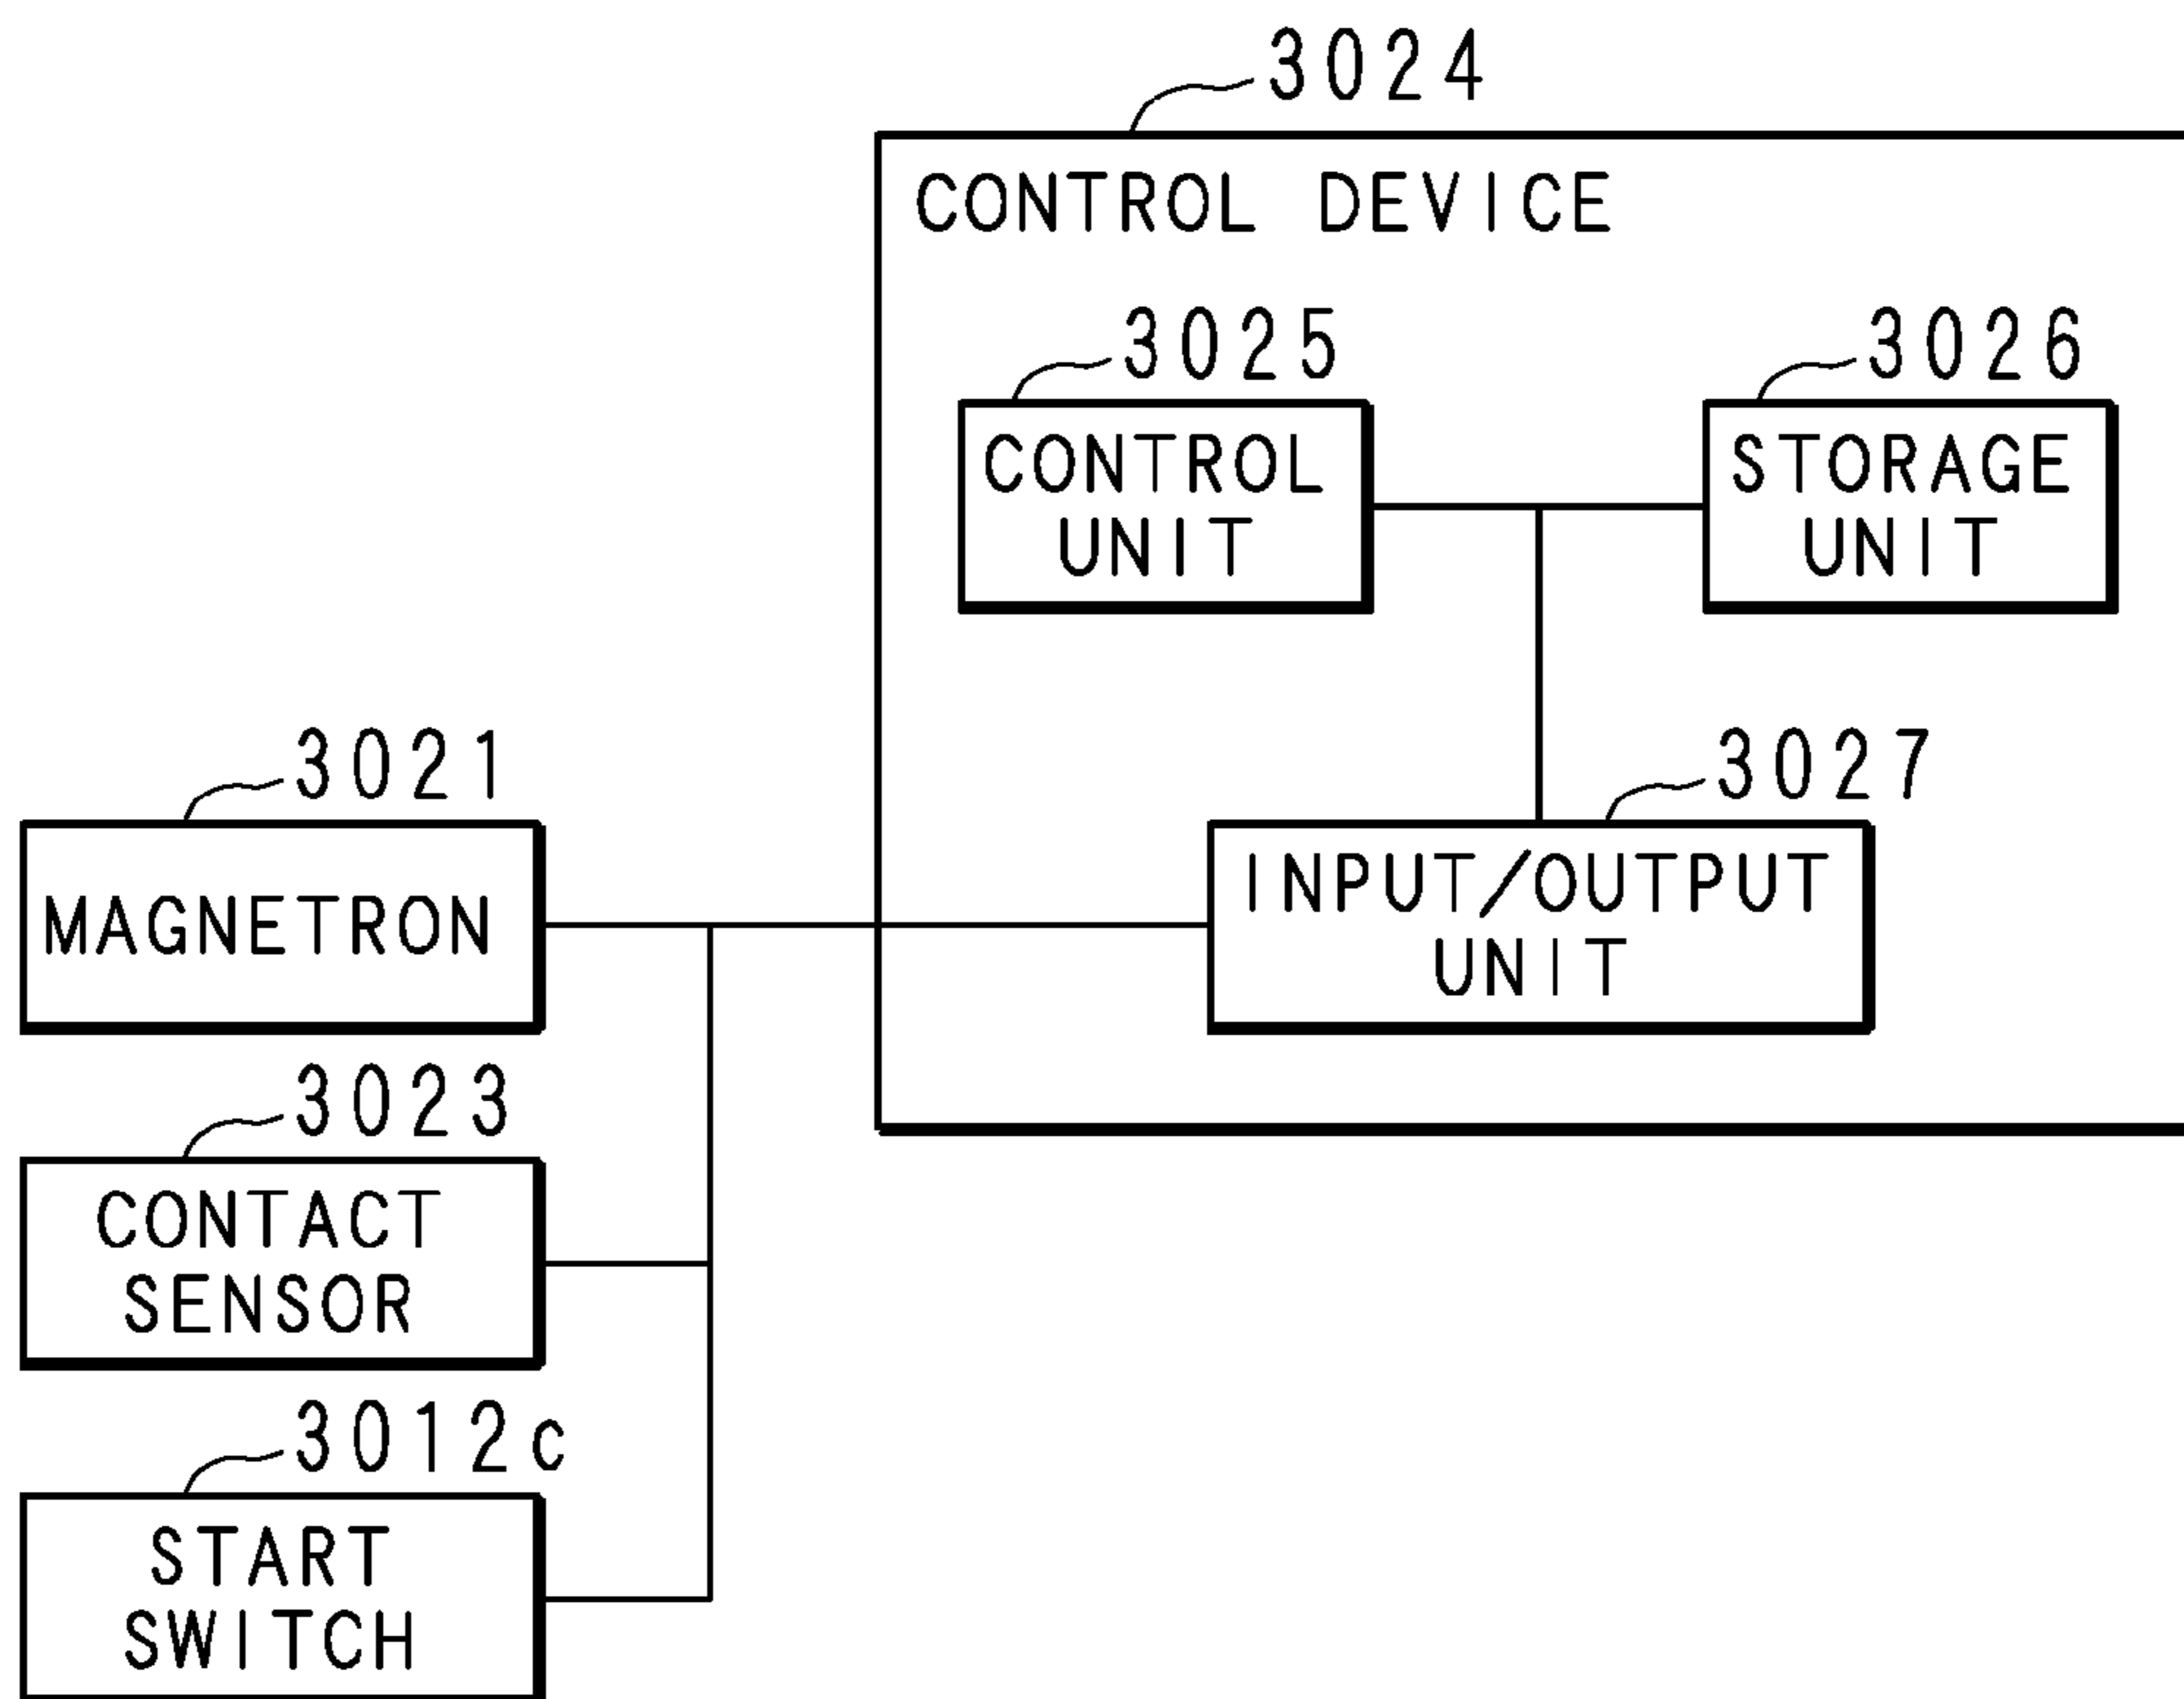 3024
CONTROL DEVICE
3025
CONTROL
UNIT
3026
STORAGE
UNIT
3021
MAGNETRON
3027
INPUT/OUTPUT
UNIT
3023
CONTACT
SENSOR
3012c
START
SWITCH